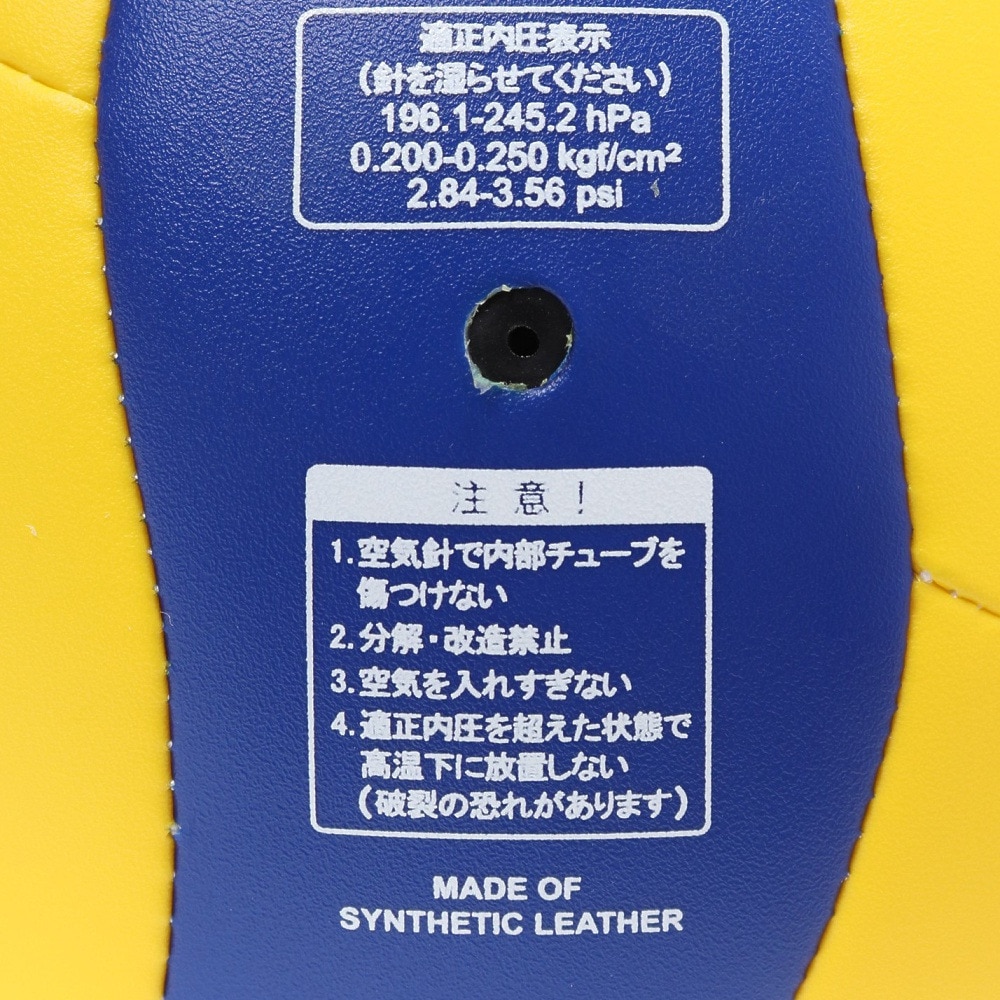 適正内圧表示
(針を湿らせてください)
196.1-245.2 hPa
0.200-0.250 kgf/cm²
2.84-3.56 psi
注意!
1.空気針で内部チューブを
傷つけない
2.分解・改造禁止
3.空気を入れすぎない
4.適正内圧を超えた状態で
高温下に放置しない
(破裂の恐れがあります)
MADE OF
SYNTHETIC LEATHER